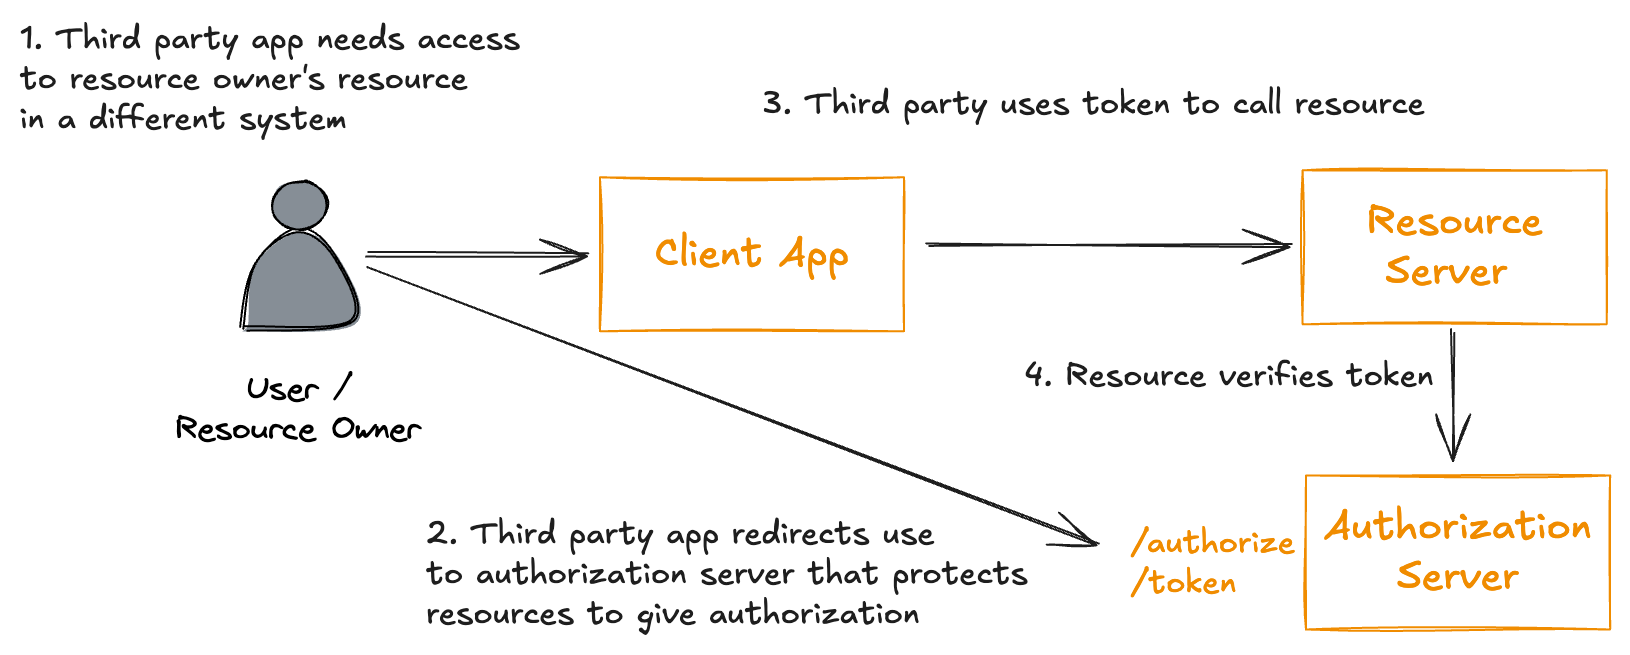 1. Third party app needs access
to resource owner's resource
in a different system
3. Third party uses token to call resource
Client App
Resource
Server
User /
Resource Owner
4. Resource verifies token
2. Third party app redirects use
to authorization server that protects
resources to give authorization
/authorize
/token
Authorization
Server